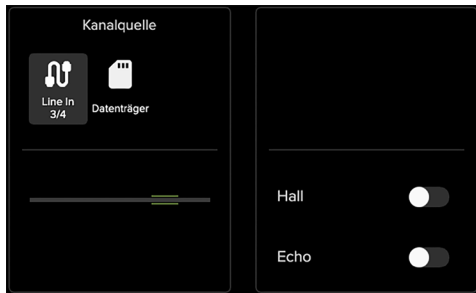 Kanalquelle
Line In
3/4
Datenträger
Hall
Echo